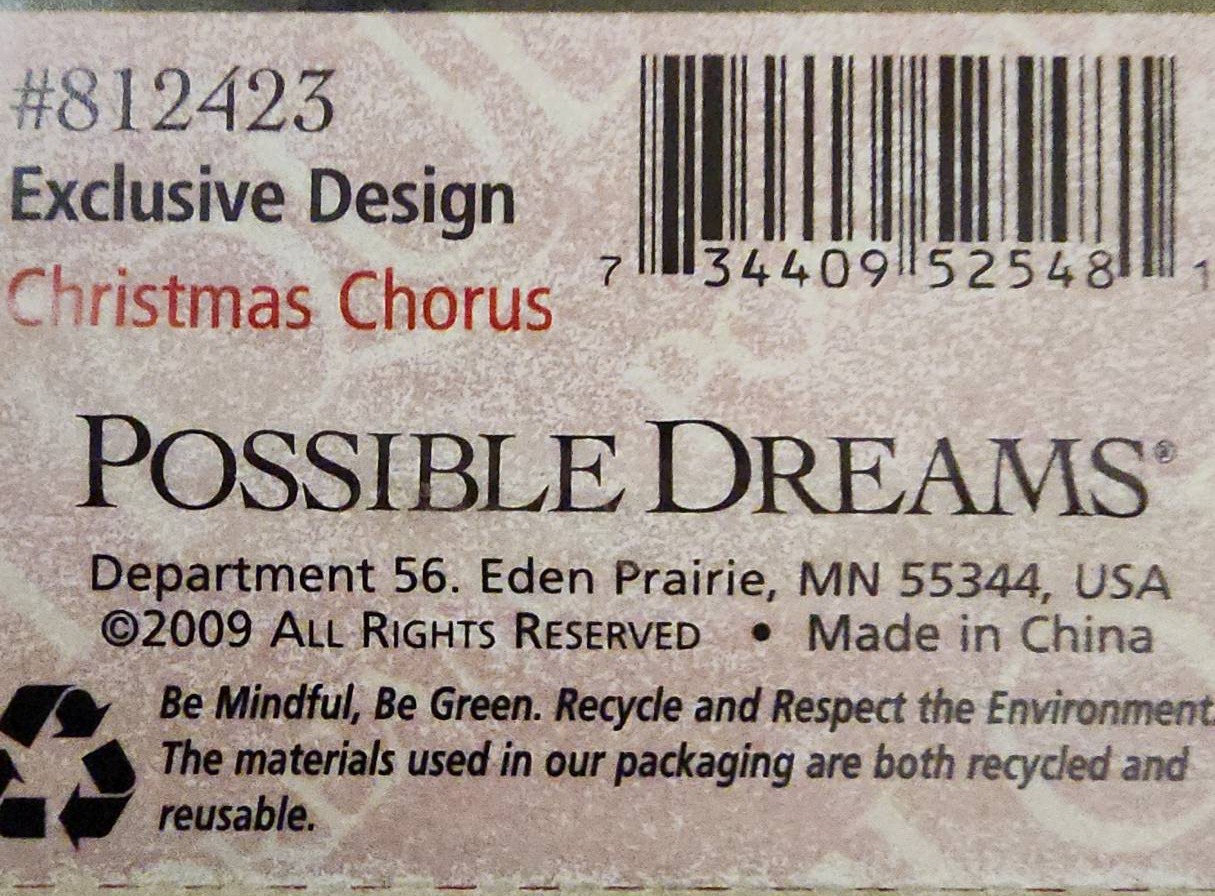 #812423
Exclusive Design
Christmas Chorus
7 34409 52548 1
POSSIBLE DREAMS®
Department 56. Eden Prairie, MN 55344, USA
©2009 ALL RIGHTS RESERVED • Made in China
Be Mindful, Be Green. Recycle and Respect the Environment.
The materials used in our packaging are both recycled and
reusable.